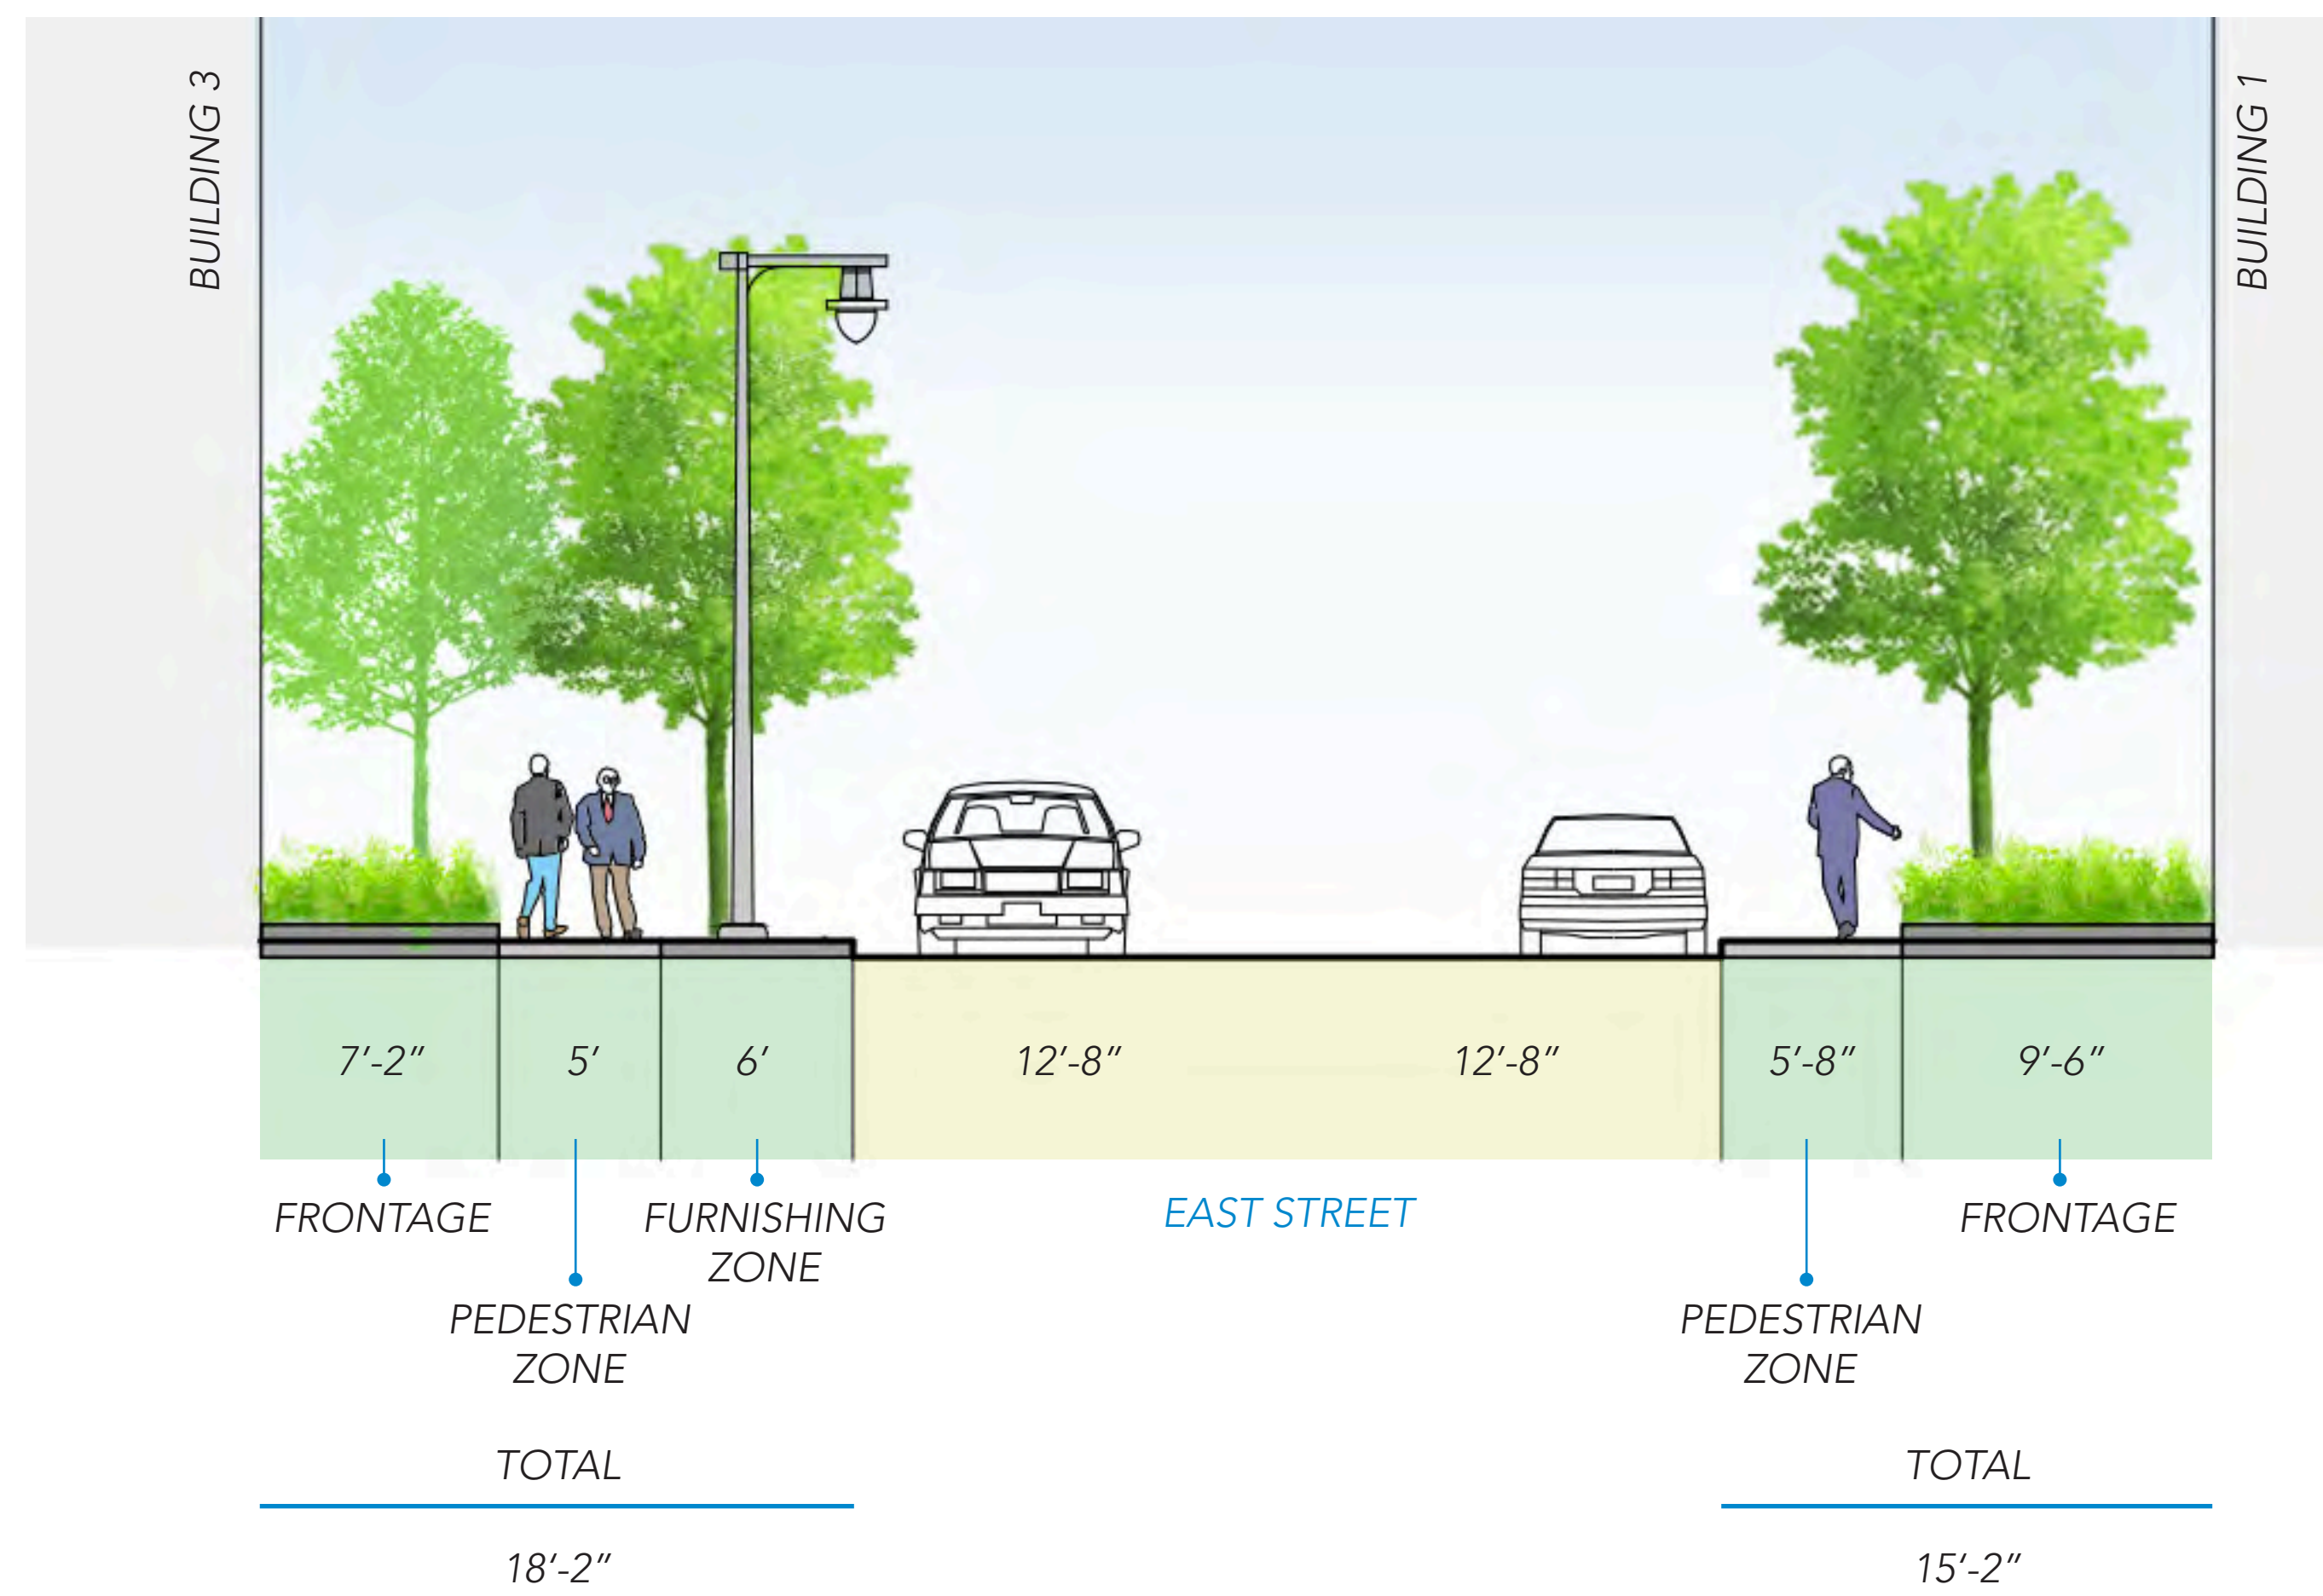 BUILDING 3
BUILDING 1
7'-2"
5'
6'
12'-8"
12'-8"
5'-8"
9'-6"
FRONTAGE
FURNISHING
ZONE
EAST STREET
FRONTAGE
PEDESTRIAN
ZONE
PEDESTRIAN
ZONE
TOTAL
TOTAL
18'-2"
15'-2"